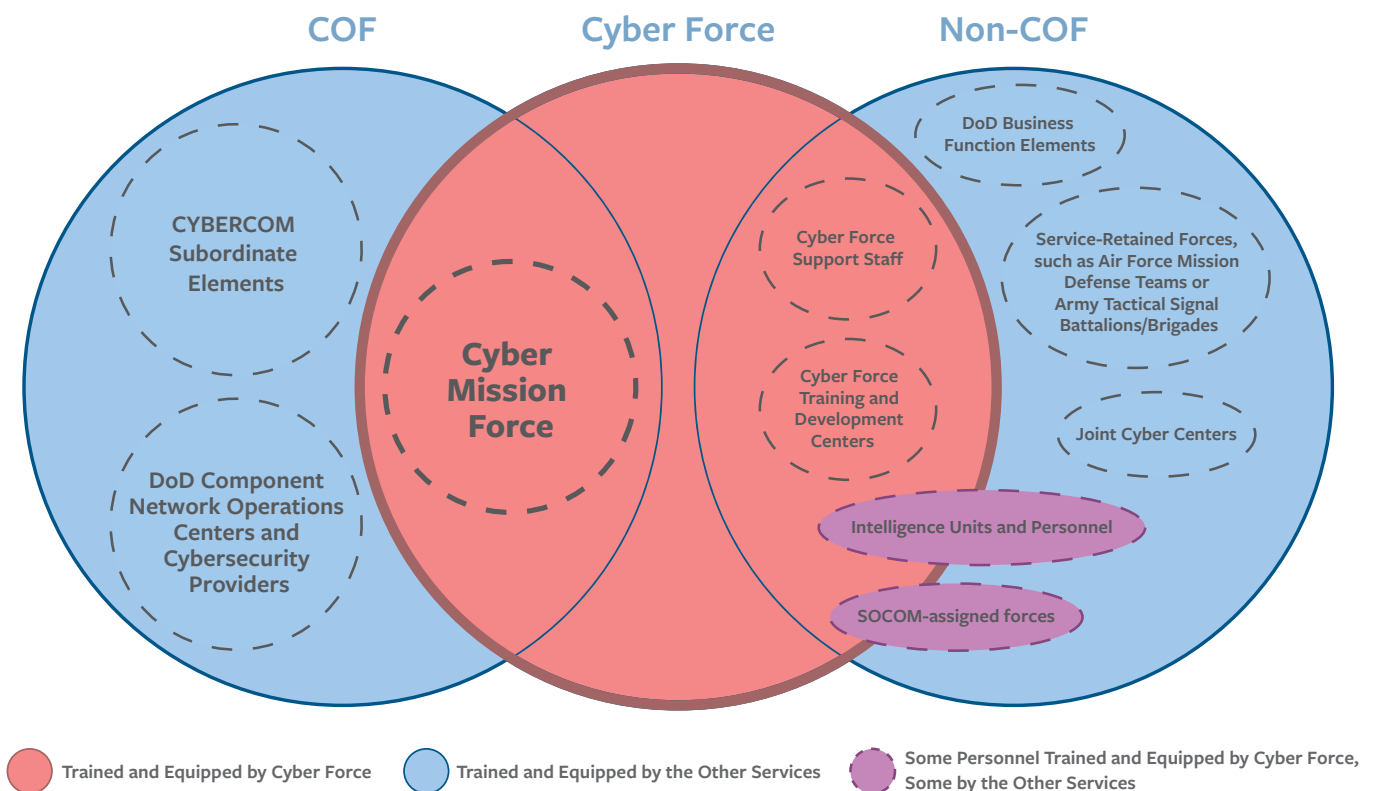 COF
Cyber Force
Non-COF
CYBERCOM
Subordinate
Elements
DoD Component
Network Operations
Centers and
Cybersecurity
Providers
Cyber
Mission
Force
Cyber Force
Support Staff
Cyber Force
Training and
Development
Centers
DoD Business
Function Elements
Service-Retained Forces,
such as Air Force Mission
Defense Teams or
Army Tactical Signal
Battalions/Brigades
Joint Cyber Centers
Intelligence Units and Personnel
SOCOM-assigned forces
Trained and Equipped by Cyber Force
Trained and Equipped by the Other Services
Some Personnel Trained and Equipped by Cyber Force,
Some by the Other Services